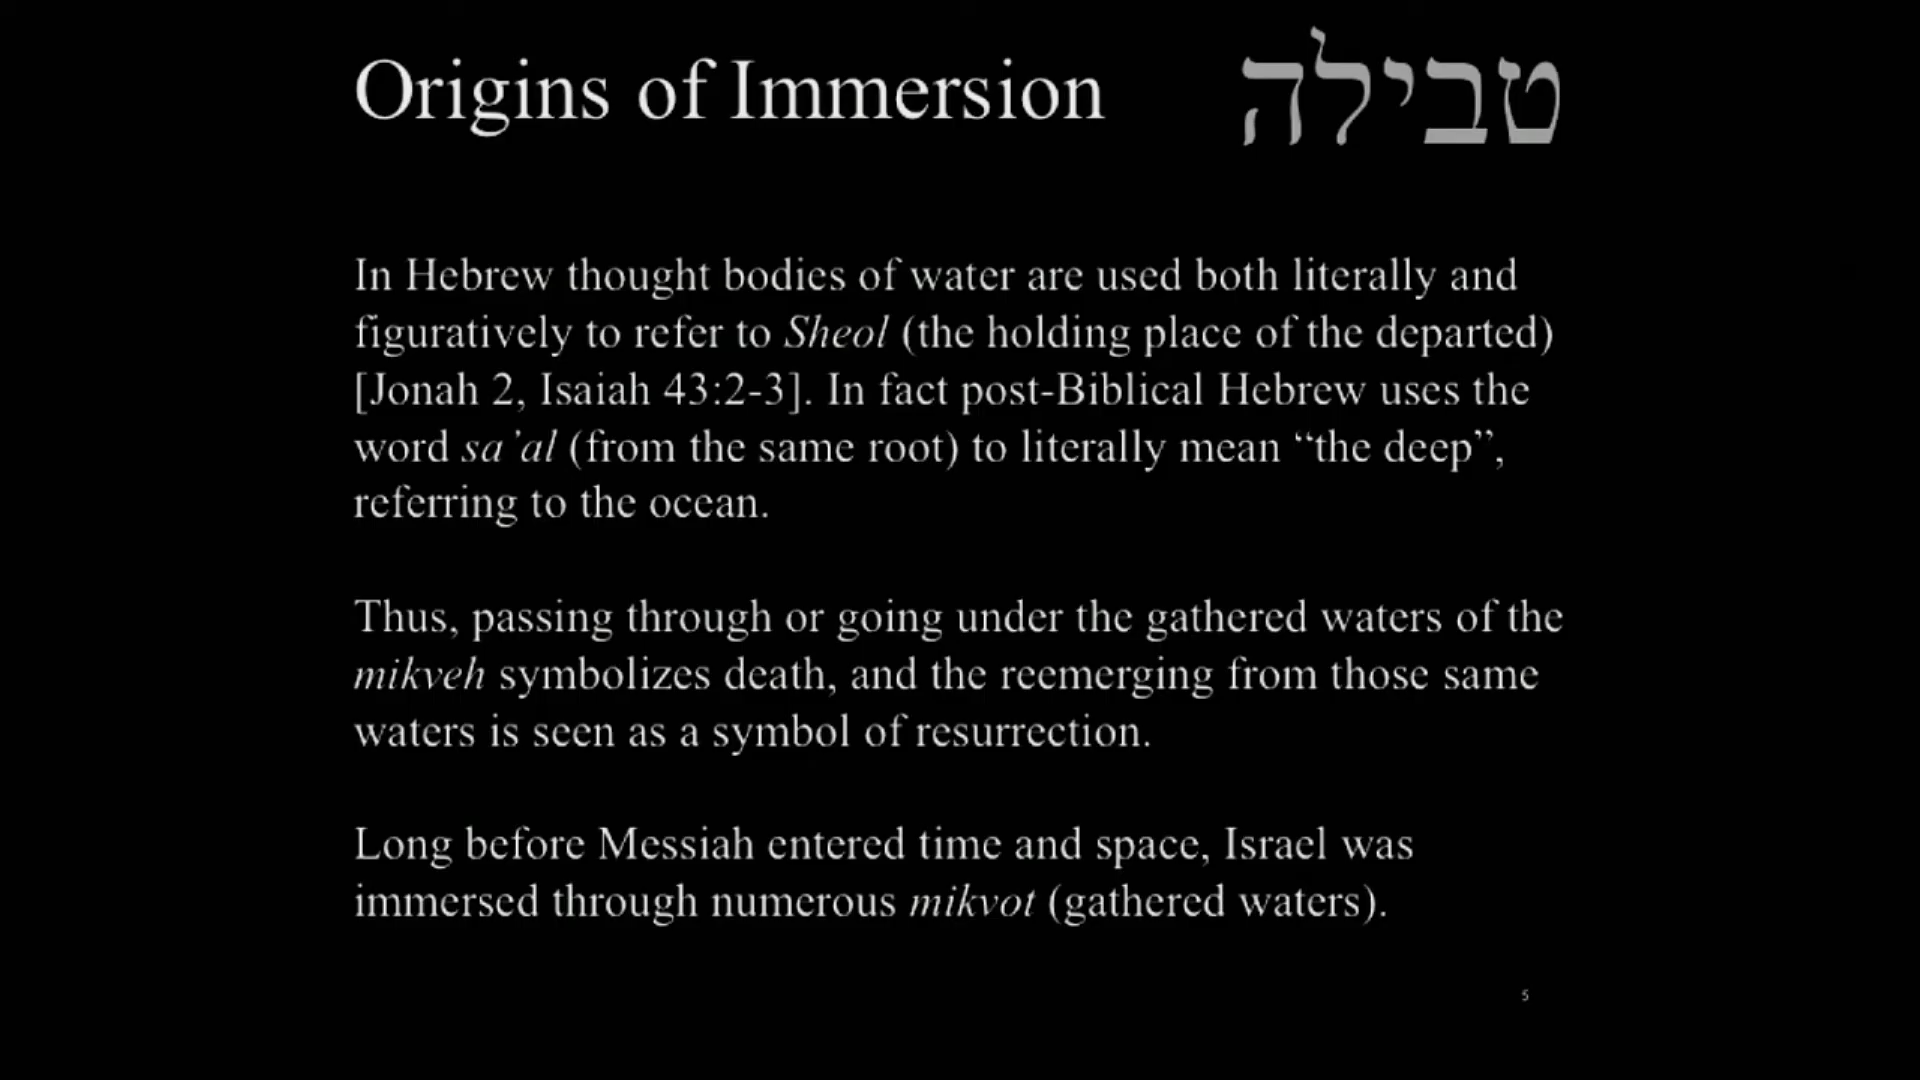 Origins of Immersion טבילה
In Hebrew thought bodies of water are used both literally and
figuratively to refer to Sheol (the holding place of the departed)
[Jonah 2, Isaiah 43:2-3]. In fact post-Biblical Hebrew uses the
word sa’al (from the same root) to literally mean “the deep”,
referring to the ocean.
Thus, passing through or going under the gathered waters of the
mikveh symbolizes death, and the reemerging from those same
waters is seen as a symbol of resurrection.
Long before Messiah entered time and space, Israel was
immersed through numerous mikvot (gathered waters).
5